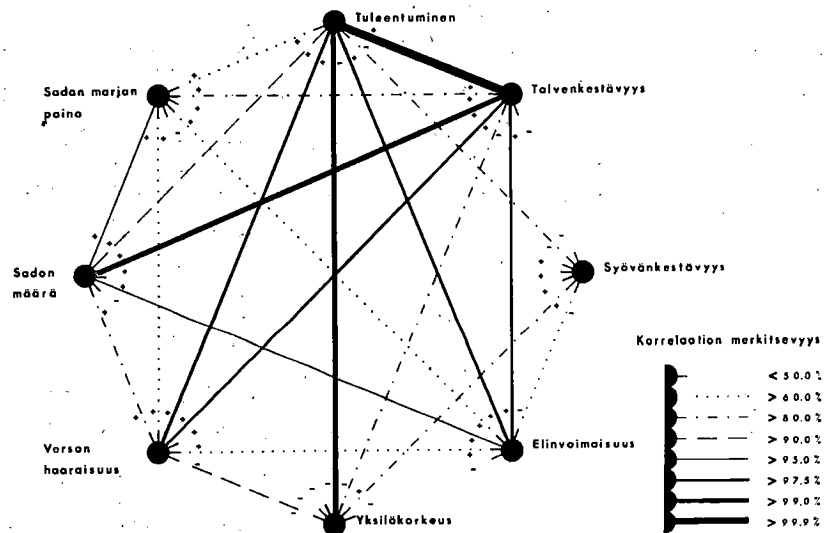 Tuleentuminen
Sadan marjan
paino
Talvenkestävyys
Sadon
määrä
Syövänkestävyys
Korrelaation merkitsevyys
< 50.0 %
> 60.0 %
> 80.0 %
> 90.0 %
> 95.0 %
> 97.5 %
> 99.0 %
> 99.9 %
Verson
haaraisuus
Elinvoimaisuus
Yksiläkorkeus